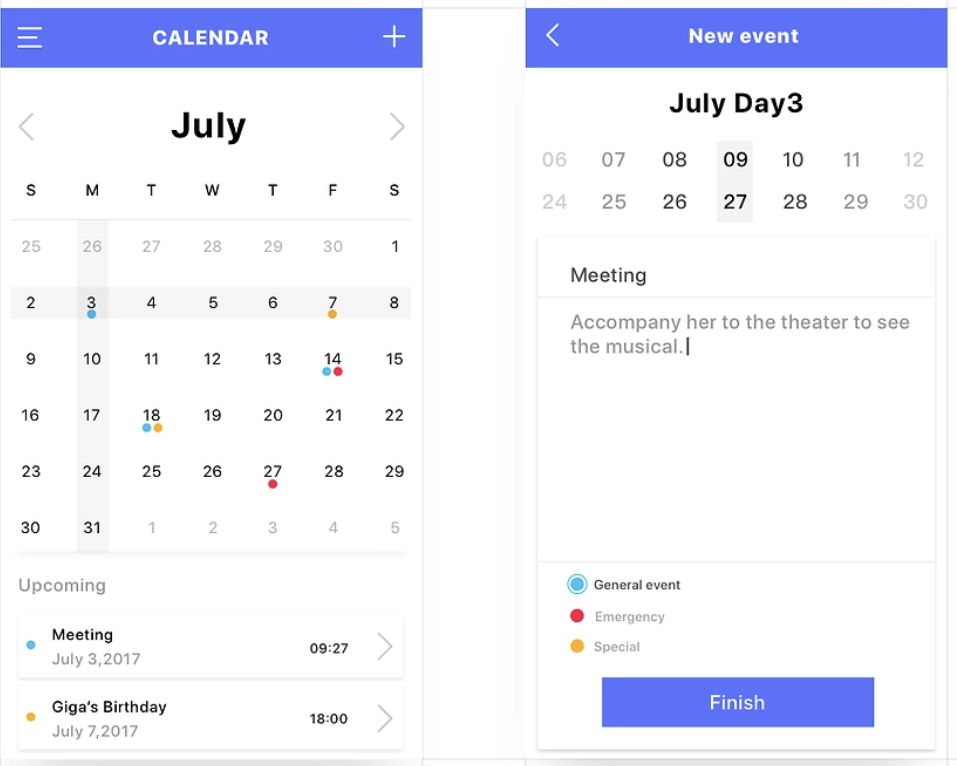 CALENDAR
July
S M T W T F S
25 26 27 28 29 30 1
2 3 4 5 6 7 8
9 10 11 12 13 14 15
16 17 18 19 20 21 22
23 24 25 26 27 28 29
30 31 1 2 3 4 5
Upcoming
Meeting
July 3,2017
09:27
Giga's Birthday
July 7,2017
18:00
New event
July Day3
06 07 08 09 10 11 12
24 25 26 27 28 29 30
Meeting
Accompany her to the theater to see
the musical.
General event
Emergency
Special
Finish